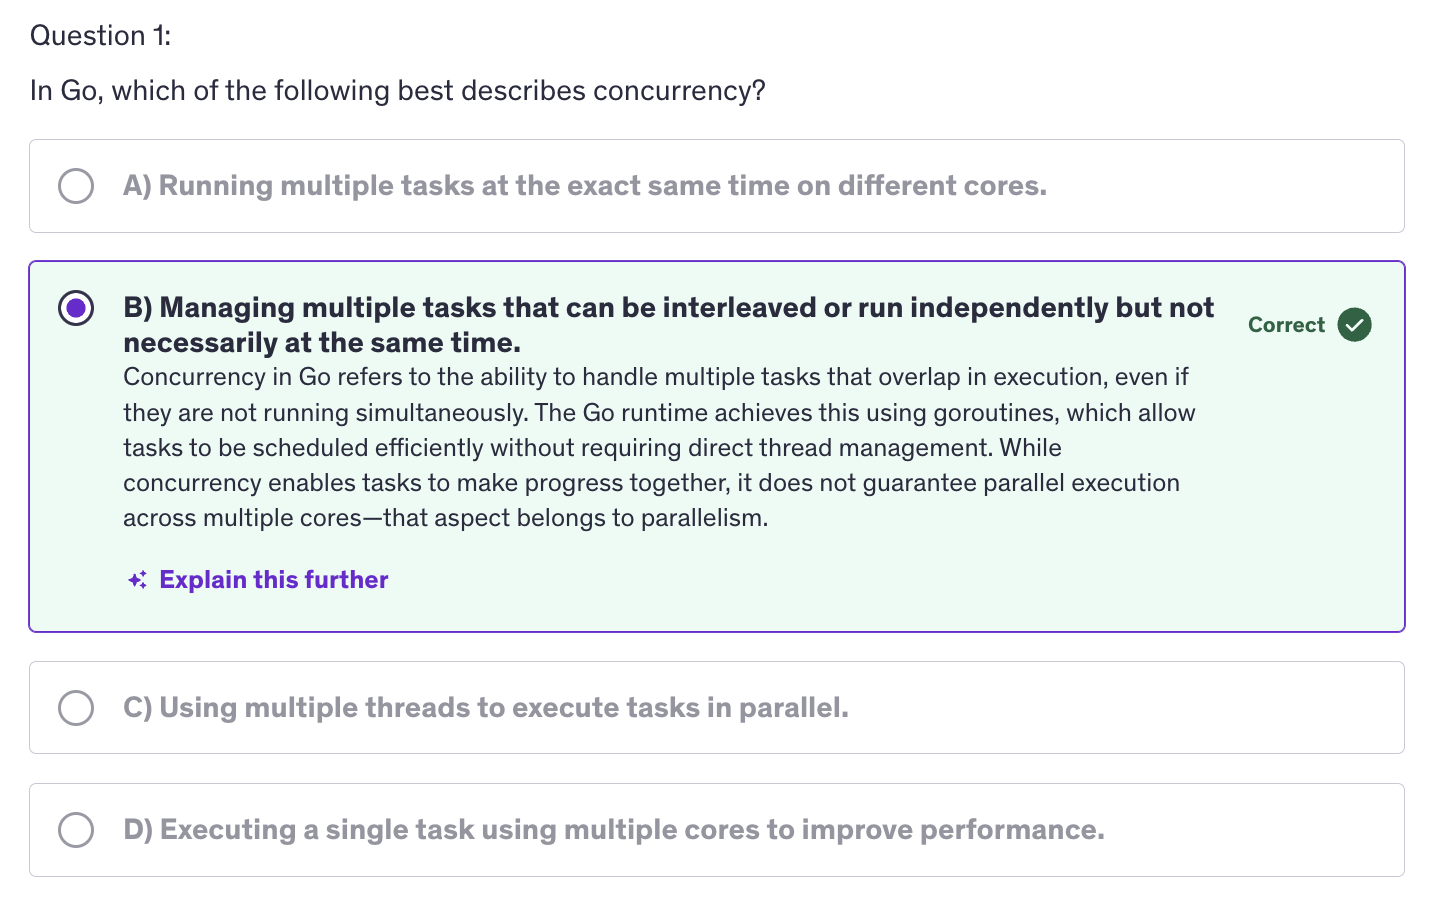 Question 1:
In Go, which of the following best describes concurrency?
A) Running multiple tasks at the exact same time on different cores.
B) Managing multiple tasks that can be interleaved or run independently but not
necessarily at the same time.
Correct
Concurrency in Go refers to the ability to handle multiple tasks that overlap in execution, even if
they are not running simultaneously. The Go runtime achieves this using goroutines, which allow
tasks to be scheduled efficiently without requiring direct thread management. While
concurrency enables tasks to make progress together, it does not guarantee parallel execution
across multiple cores—that aspect belongs to parallelism.
Explain this further
C) Using multiple threads to execute tasks in parallel.
D) Executing a single task using multiple cores to improve performance.